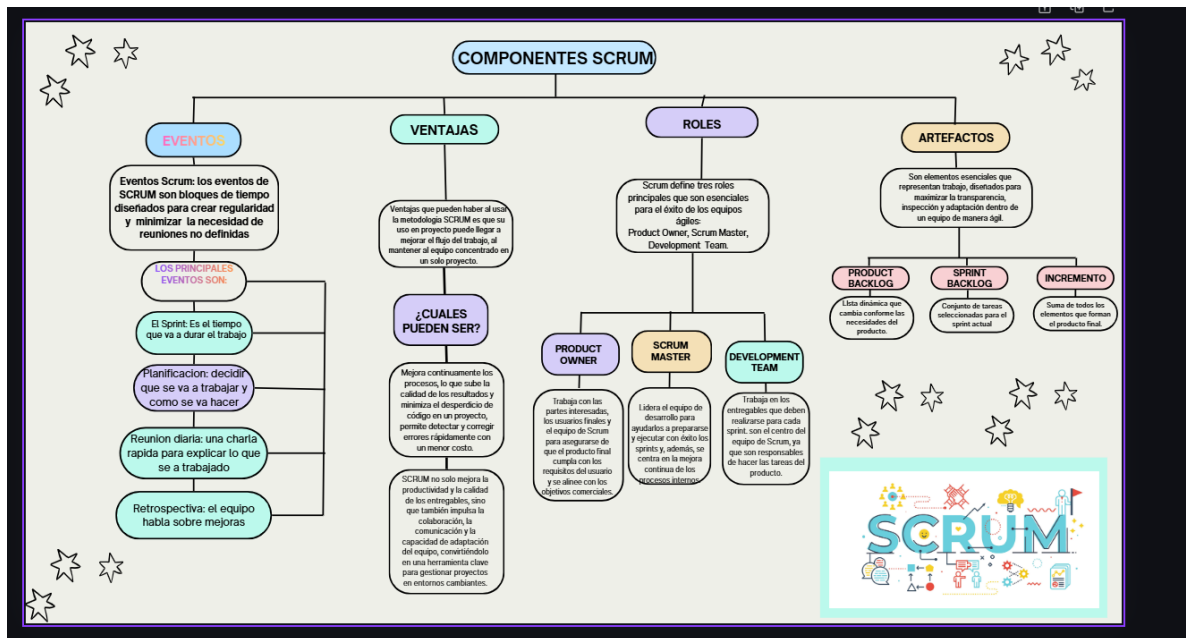 COMPONENTES SCRUM
EVENTOS
Eventos Scrum: los eventos de
SCRUM son bloques de tiempo
diseñados para crear regularidad
y minimizar la necesidad de
reuniones no definidas
LOS PRINCIPALES
EVENTOS SON:
El Sprint: Es el tiempo
que va a durar el trabajo
Planificacion: decidir
que se va a trabajar y
como se va hacer
Reunion diaria: una charla
rapida para explicar lo que
se a trabajado
Retrospectiva: el equipo
habla sobre mejoras
VENTAJAS
Ventajas que pueden haber al usar
la metodologia SCRUM es que su
uso en proyecto puede llegar a
mejorar el flujo del trabajo, al
mantener al equipo concentrado en
un solo proyecto.
¿CUALES
PUEDEN SER?
Mejora continuamente los
procesos, lo que sube la
calidad de los resultados y
minimiza el desperdicio de
código en un proyecto,
permite detectar y corregir
errores rápidamente con
un menor costo.
SCRUM no solo mejora la
productividad y la calidad
de los entregables, sino
que también impulsa la
colaboración, la
comunicación y la
capacidad de adaptación
del equipo, convirtiéndolo
en una herramienta clave
para gestionar proyectos
en entornos cambiantes.
ROLES
Scrum define tres roles
principales que son esenciales
para el éxito de los equipos
ágiles:
Product Owner, Scrum Master,
Development Team.
PRODUCT
OWNER
Trabaja con las
partes interesadas,
los usuarios finales y
el equipo de Scrum
para asegurarse de
que el producto final
cumpla con los
requisitos del usuario
y se alinee con los
objetivos comerciales.
SCRUM
MASTER
Lidera el equipo de
desarrollo para
ayudarlos a prepararse
y ejecutar con éxito los
sprints y, además, se
centra en la mejora
continua de los
procesos internos.
DEVELOPMENT
TEAM
Trabaja en los
entregables que deben
realizarse para cada
sprint. son el centro del
equipo de Scrum, ya
que son responsables
de hacer las tareas del
producto.
ARTEFACTOS
Son elementos esenciales que
representan trabajo, diseñados para
maximizar la transparencia,
inspección y adaptación dentro de
un equipo de manera ágil.
PRODUCT
BACKLOG
LIsta dinámica que
cambia conforme las
necesidades del
producto.
SPRINT
BACKLOG
Conjunto de tareas
seleccionadas para el
sprint actual
INCREMENTO
Suma de todos los
elementos que forman
el producto final.
SCRUM